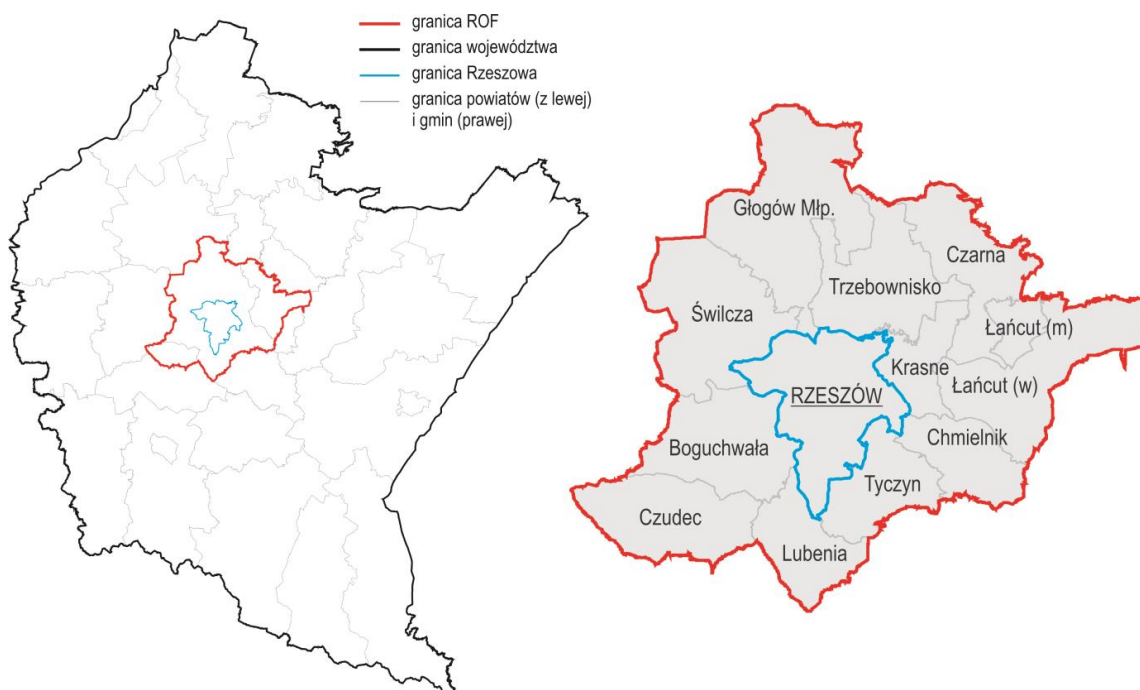 granica ROF
granica województwa
granica Rzeszowa
granica powiatów (z lewej)
i gmin (prawej)
Głogów Młp.
Czarna
Trzebownisko
Świlcza
Łańcut (m)
Krasne
Łańcut (w)
RZESZÓW
Chmielnik
Boguchwała
Tyczyn
Czudec
Lubenia